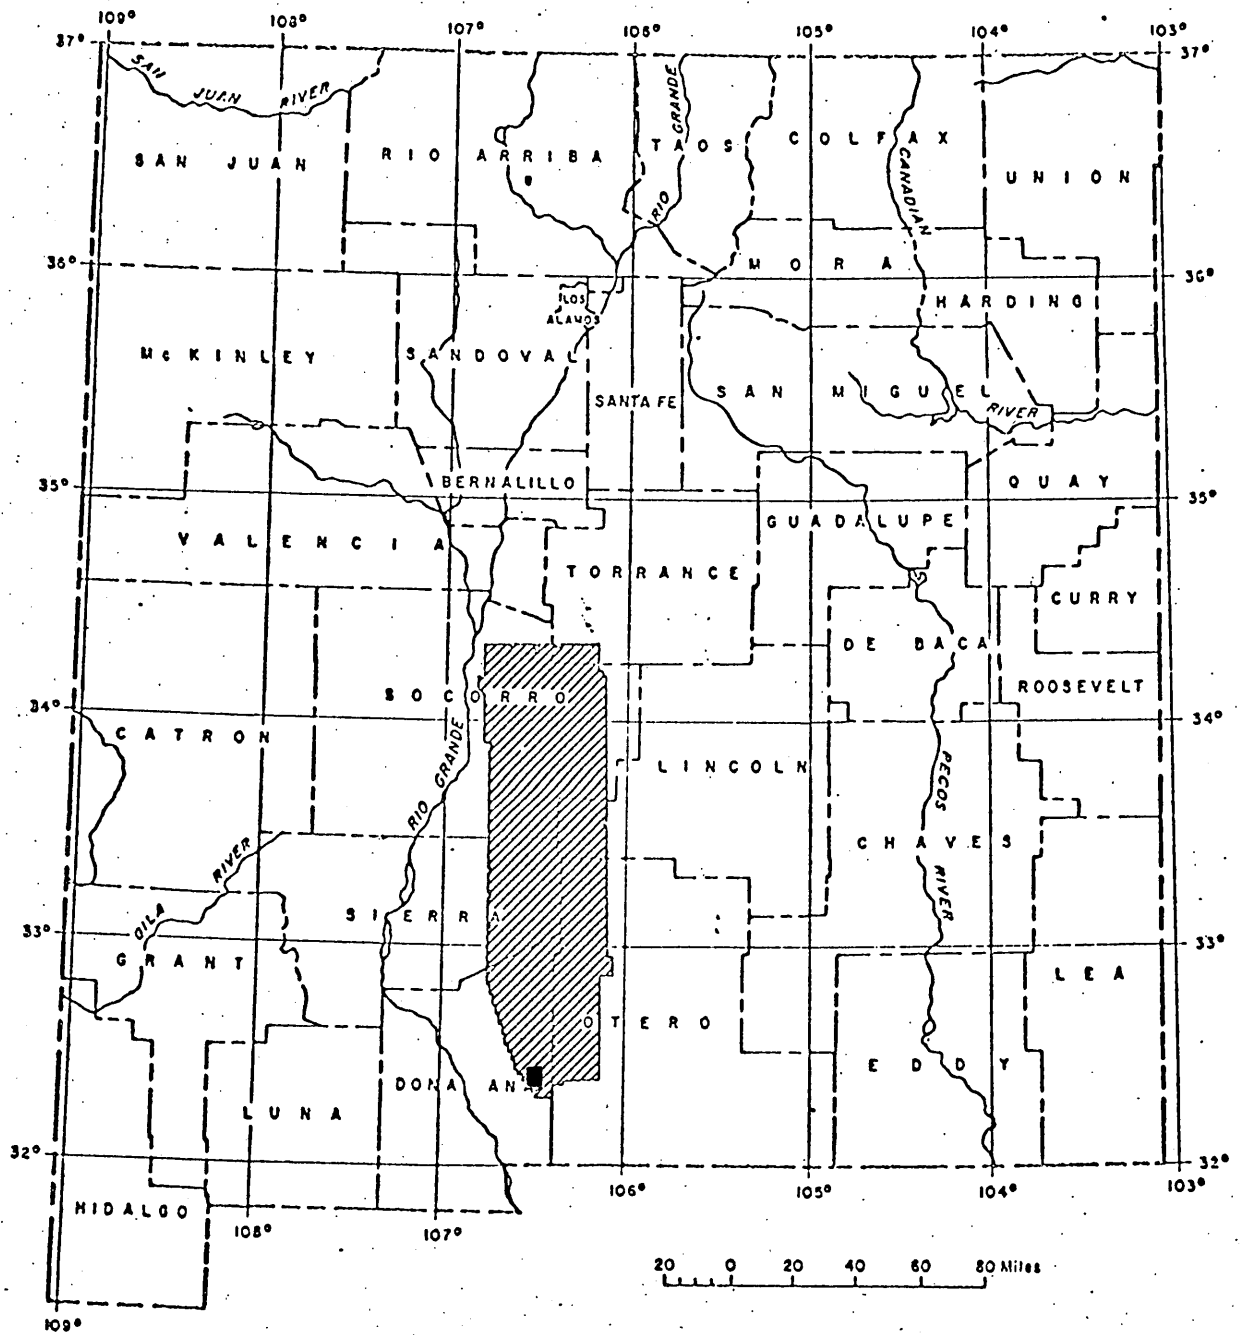 109° 108° 107° 106° 105° 104° 103°
37° 37°
SAN JUAN RIVER
RIO GRANDE
SAN JUAN
RIO ARRIBA
TAOS
COLFAX
CANADIAN
UNION
36° 36°
MORA
HARDING
LOS
ALAMOS
McKINLEY
SANDOVAL
SANTA FE
SAN MIGUEL
RIVER
35° 35°
BERNALILLO
QUAY
GUADALUPE
VALENCIA
TORRANCE
CURRY
DE BACA
ROOSEVELT
SOCORRO
34° 34°
CATRON
RIO GRANDE
LINCOLN
PECOS RIVER
CHAVES
GILA RIVER
SIERRA
33° 33°
GRANT
LEA
OTERO
EDDY
DONA ANA
LUNA
32° 32°
106° 105° 104° 103°
HIDALGO
108° 107°
20 0 20 40 60 80 Miles
109°